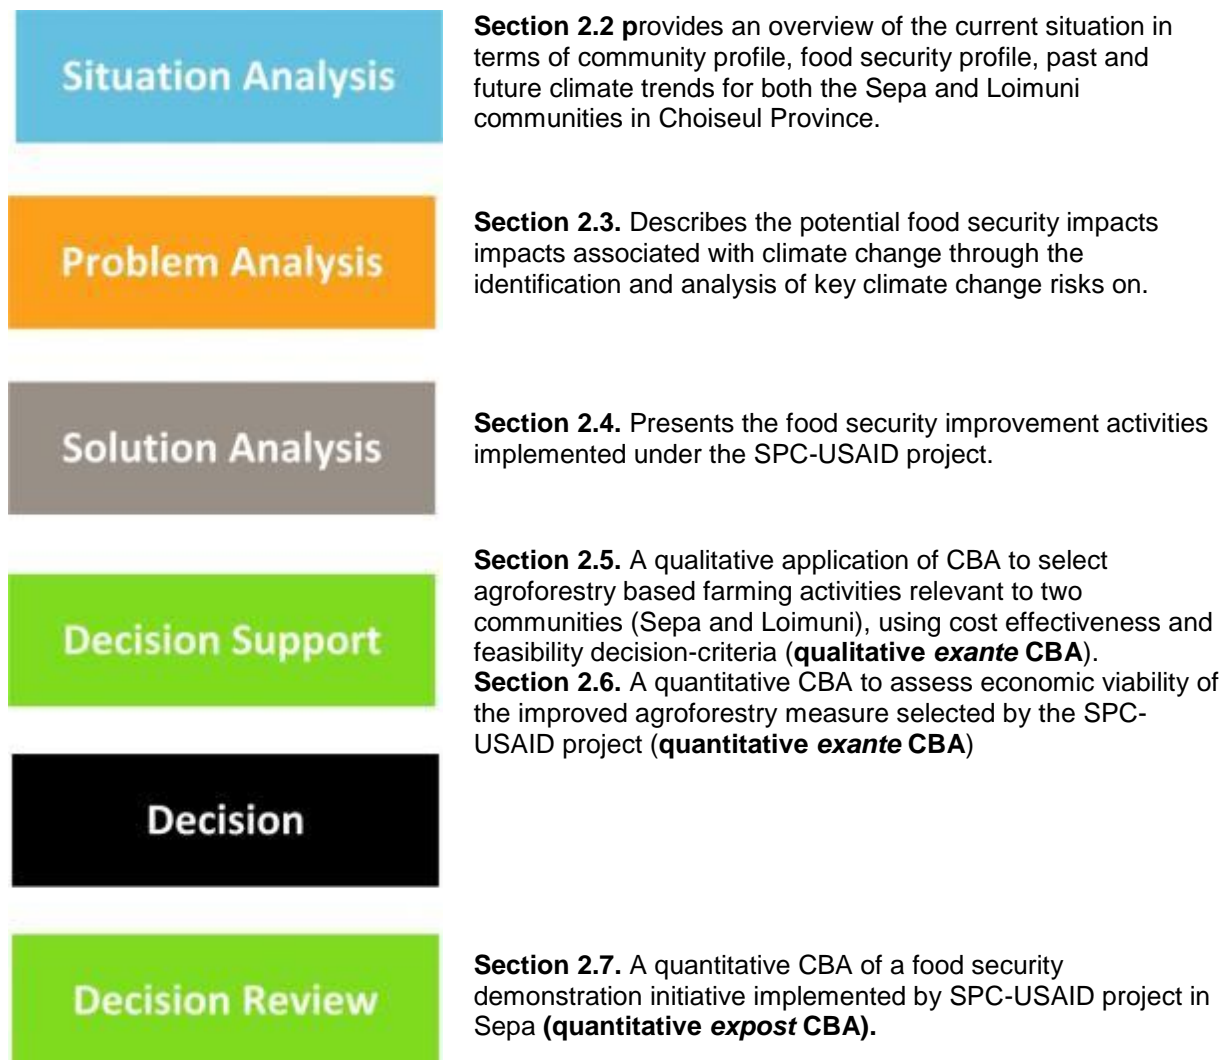 Situation Analysis
Section 2.2 provides an overview of the current situation in
terms of community profile, food security profile, past and
future climate trends for both the Sepa and Loimuni
communities in Choiseul Province.
Problem Analysis
Section 2.3. Describes the potential food security impacts
impacts associated with climate change through the
identification and analysis of key climate change risks on.
Solution Analysis
Section 2.4. Presents the food security improvement activities
implemented under the SPC-USAID project.
Decision Support
Section 2.5. A qualitative application of CBA to select
agroforestry based farming activities relevant to two
communities (Sepa and Loimuni), using cost effectiveness and
feasibility decision-criteria (qualitative exante CBA).
Section 2.6. A quantitative CBA to assess economic viability of
the improved agroforestry measure selected by the SPC-
USAID project (quantitative exante CBA)
Decision
Decision Review
Section 2.7. A quantitative CBA of a food security
demonstration initiative implemented by SPC-USAID project in
Sepa (quantitative expost CBA).